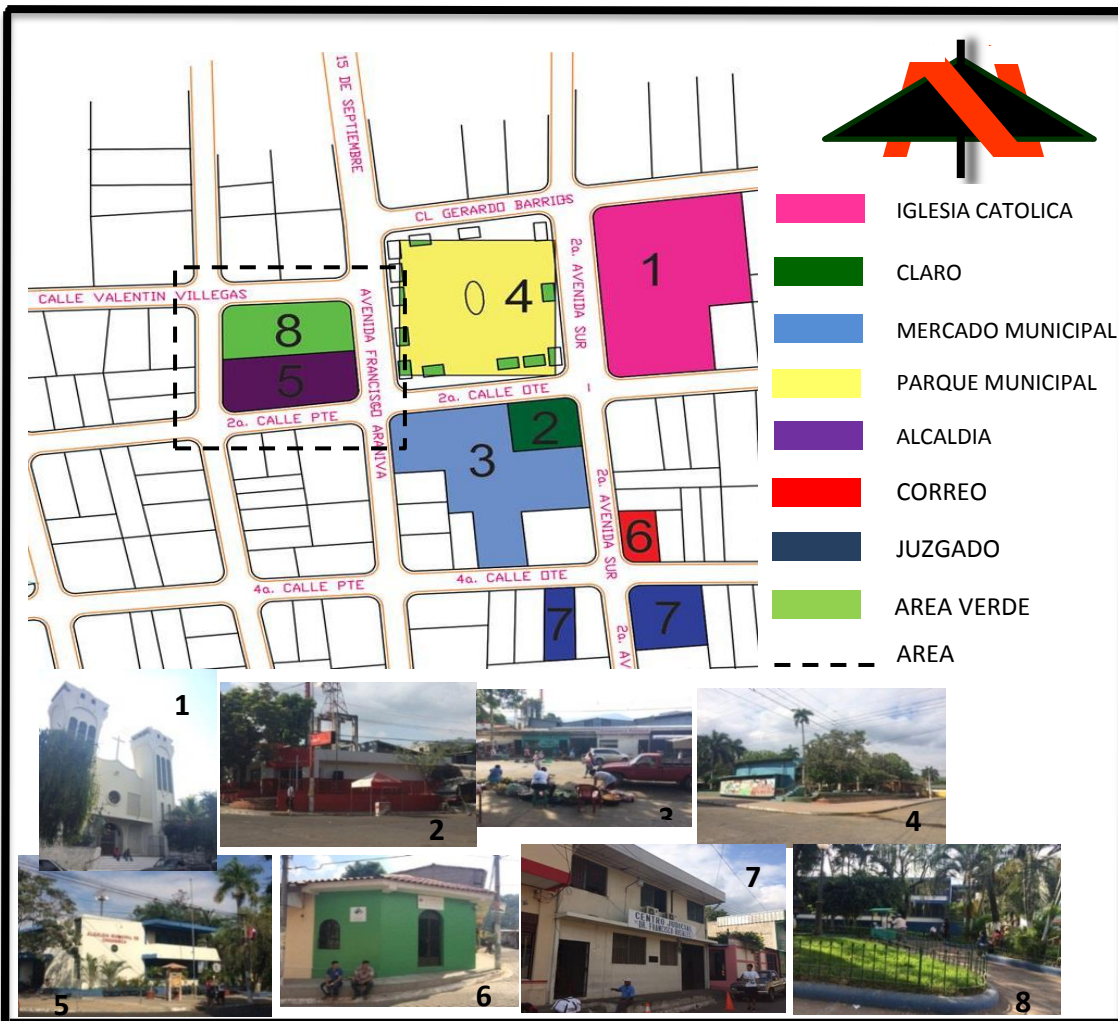 15 DE SEPTIEMBRE
CL GERARDO BARRIOS
2a. AVENIDA SUR
1
4
CALLE VALENTIN VILLEGAS
8
5
AVENIDA FRANCISCO ARANIVA
2a. CALLE OTE
2a. CALLE PTE
2
3
2a. AVENIDA SUR
6
4a. CALLE PTE
4a. CALLE OTE
7
7
2a. AV
IGLESIA CATOLICA
CLARO
MERCADO MUNICIPAL
PARQUE MUNICIPAL
ALCALDIA
CORREO
JUZGADO
AREA VERDE
AREA
1
2
3
4
5
6
CENTRO JUDICIAL
7
8